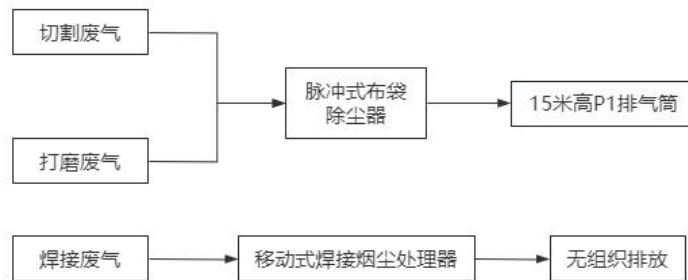 切割废气
脉冲式布袋
除尘器
15米高P1排气筒
打磨废气
焊接废气
移动式焊接烟尘处理器
无组织排放